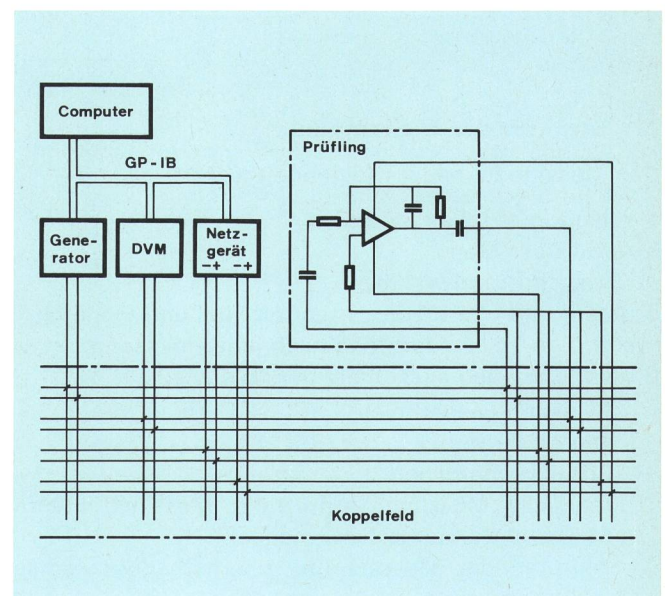 Computer
GP-IB
Prüfling
Gene-
rator
DVM
Netz-
gerät
-+ -+
Koppelfeld